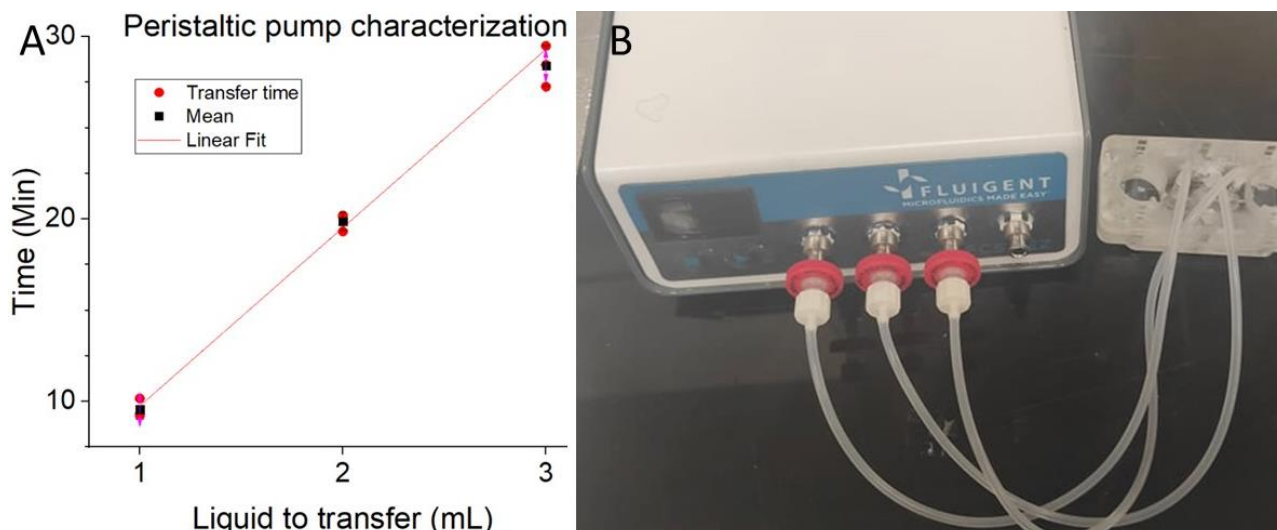 A
Peristaltic pump characterization
30
20
10
Time (Min)
Transfer time
Mean
Linear Fit
1
2
3
Liquid to transfer (mL)
B
FLUIGENT
MICROFLUIDICS MADE EASY